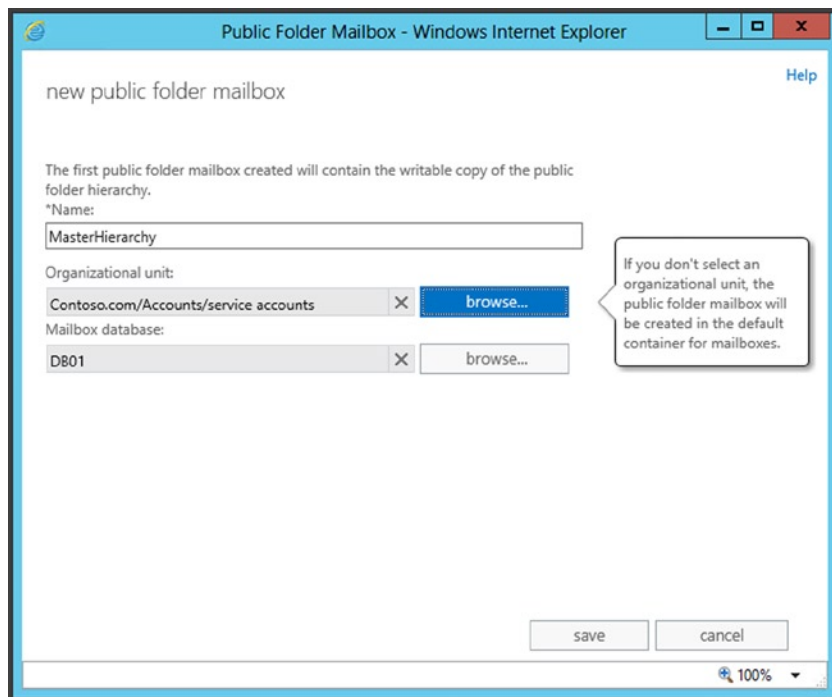 Public Folder Mailbox - Windows Internet Explorer
Help
new public folder mailbox
The first public folder mailbox created will contain the writable copy of the public
folder hierarchy.
*Name:
MasterHierarchy
Organizational unit:
Contoso.com/Accounts/service accounts
browse...
If you don't select an
organizational unit, the
public folder mailbox will
be created in the default
container for mailboxes.
Mailbox database:
DB01
browse...
save
cancel
100%